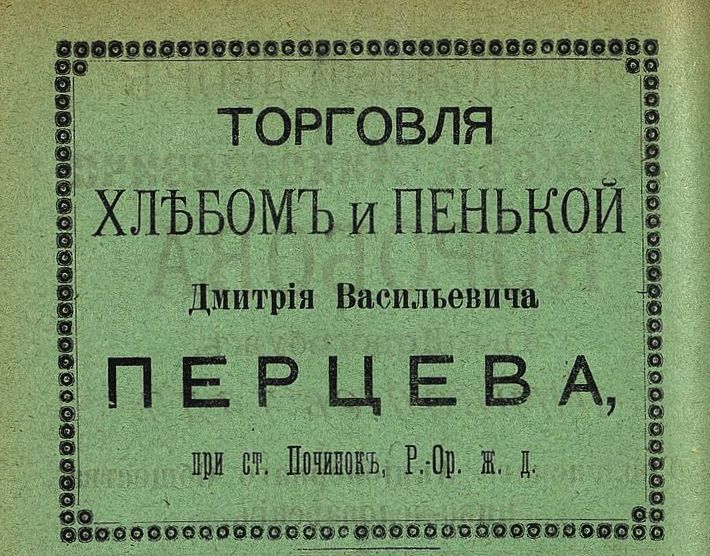 ТОРГОВЛЯ
ХЛѢБОМЪ и ПЕНЬКОЙ
Дмитрія Васильевича
ПЕРЦЕВА,
при ст. Починокъ, Р.-Ор. ж. д.